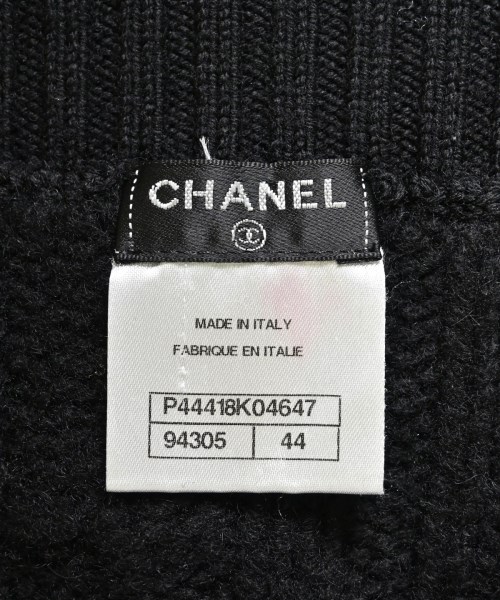 CHANEL
MADE IN ITALY
FABRIQUE EN ITALIE
P44418K04647
94305 44